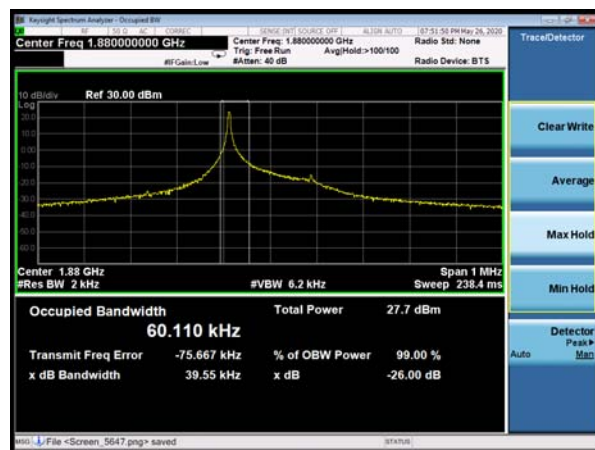 Keysight Spectrum Analyzer - Occupied BW
RF 50 Ω AC CORREC SENSE:INT SOURCE OFF ALIGN AUTO 07:51:50 PM May 26, 2020
Center Freq 1.880000000 GHz
Center Freq: 1.880000000 GHz
Radio Std: None
Trig: Free Run Avg|Hold:>100/100
#IFGain:Low #Atten: 40 dB Radio Device: BTS
Trace/Detector
10 dB/div Ref 30.00 dBm
Log
20.0
10.0
0.00
-10.0
-20.0
-30.0
-40.0
-50.0
-60.0
Center 1.88 GHz Span 1 MHz
#Res BW 2 kHz #VBW 6.2 kHz Sweep 238.4 ms
Occupied Bandwidth Total Power 27.7 dBm
60.110 kHz
Transmit Freq Error -75.667 kHz % of OBW Power 99.00 %
x dB Bandwidth 39.55 kHz x dB -26.00 dB
Clear Write
Average
Max Hold
Min Hold
Detector
Peak▶
Auto Man
MSG File <Screen_5647.png> saved STATUS